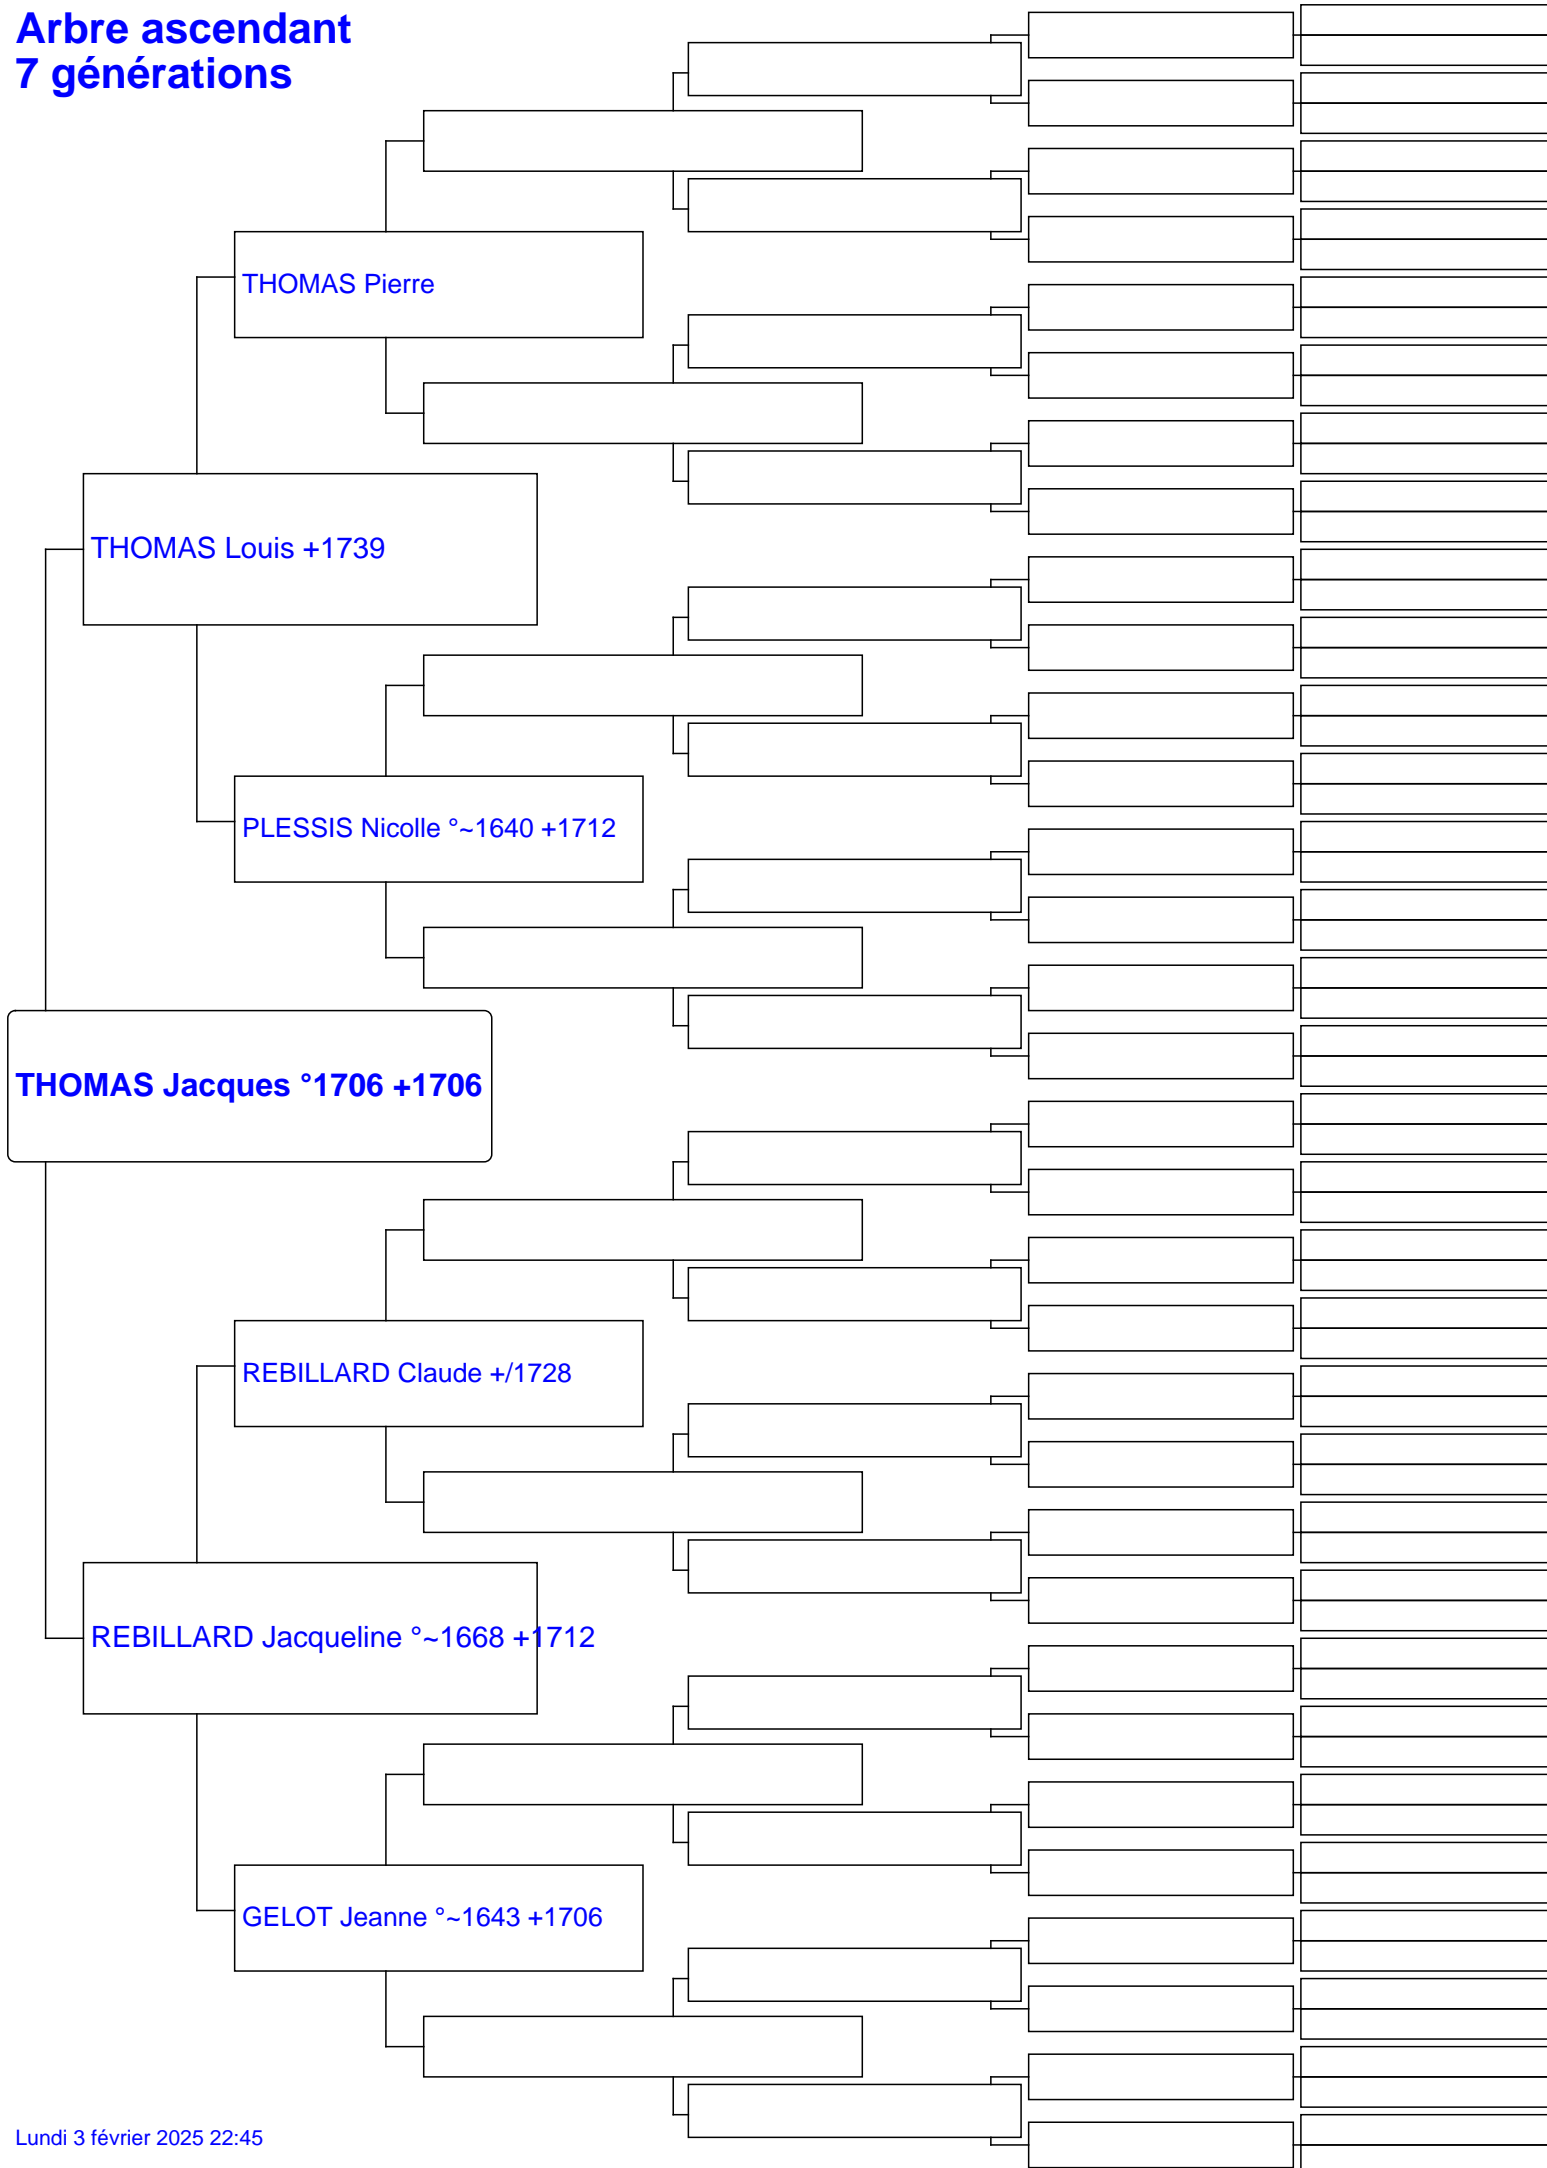 Arbre ascendant
7 générations
THOMAS Pierre
THOMAS Louis +1739
PLESSIS Nicolle °~1640 +1712
THOMAS Jacques °1706 +1706
REBILLARD Claude +/1728
REBILLARD Jacqueline °~1668 +1712
GELOT Jeanne °~1643 +1706
Lundi 3 février 2025 22:45